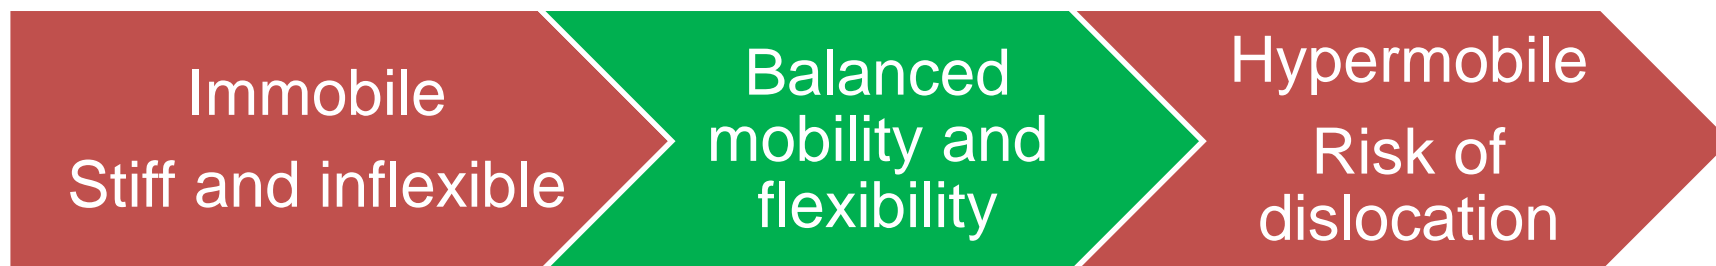 Immobile
Stiff and inflexible
Balanced
mobility and
flexibility
Hypermobile
Risk of
dislocation